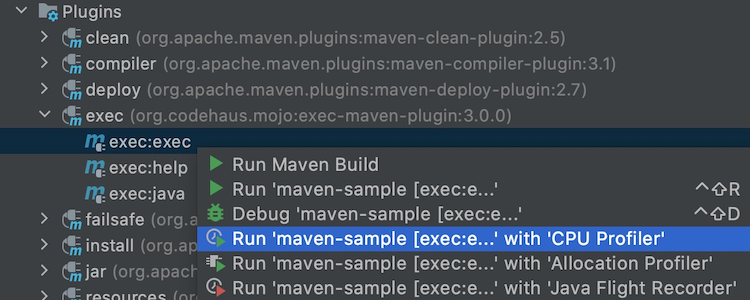 Plugins
clean (org.apache.maven.plugins:maven-clean-plugin:2.5)
compiler (org.apache.maven.plugins:maven-compiler-plugin:3.1)
deploy (org.apache.maven.plugins:maven-deploy-plugin:2.7)
exec (org.codehaus.mojo:exec-maven-plugin:3.0.0)
exec:exec
exec:help
exec:java
failsafe (org.
install (org.ap
jar (org.apach
resources (org
Run Maven Build
Run 'maven-sample [exec:e...' ⌃⇧R
Debug 'maven-sample [exec:e...' ⌃⇧D
Run 'maven-sample [exec:e...' with 'CPU Profiler'
Run 'maven-sample [exec:e...' with 'Allocation Profiler'
Run 'maven-sample [exec:e...' with 'Java Flight Recorder'